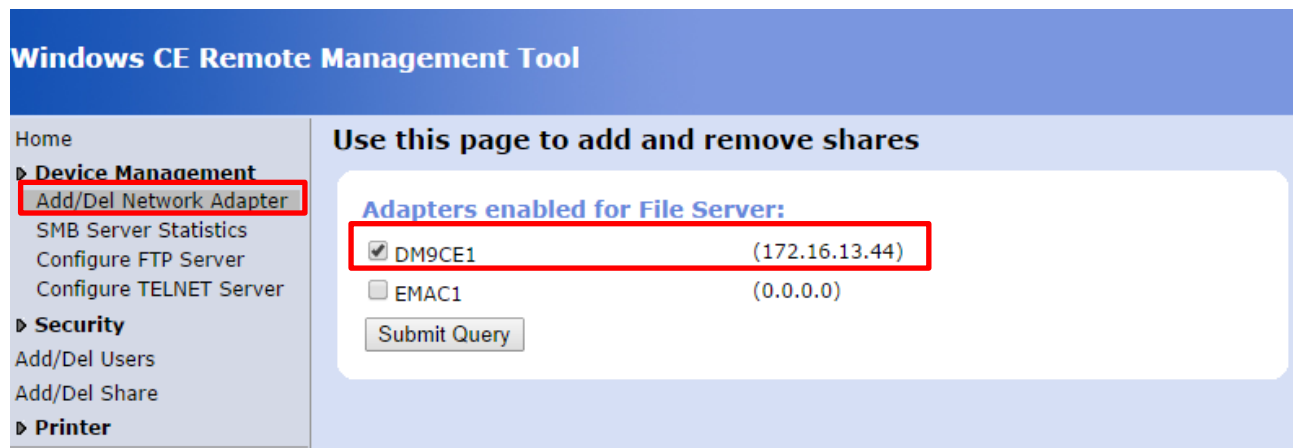 Windows CE Remote Management Tool
Home
Device Management
Add/Del Network Adapter
SMB Server Statistics
Configure FTP Server
Configure TELNET Server
Security
Add/Del Users
Add/Del Share
Printer
Use this page to add and remove shares
Adapters enabled for File Server:
DM9CE1 (172.16.13.44)
EMAC1 (0.0.0.0)
Submit Query